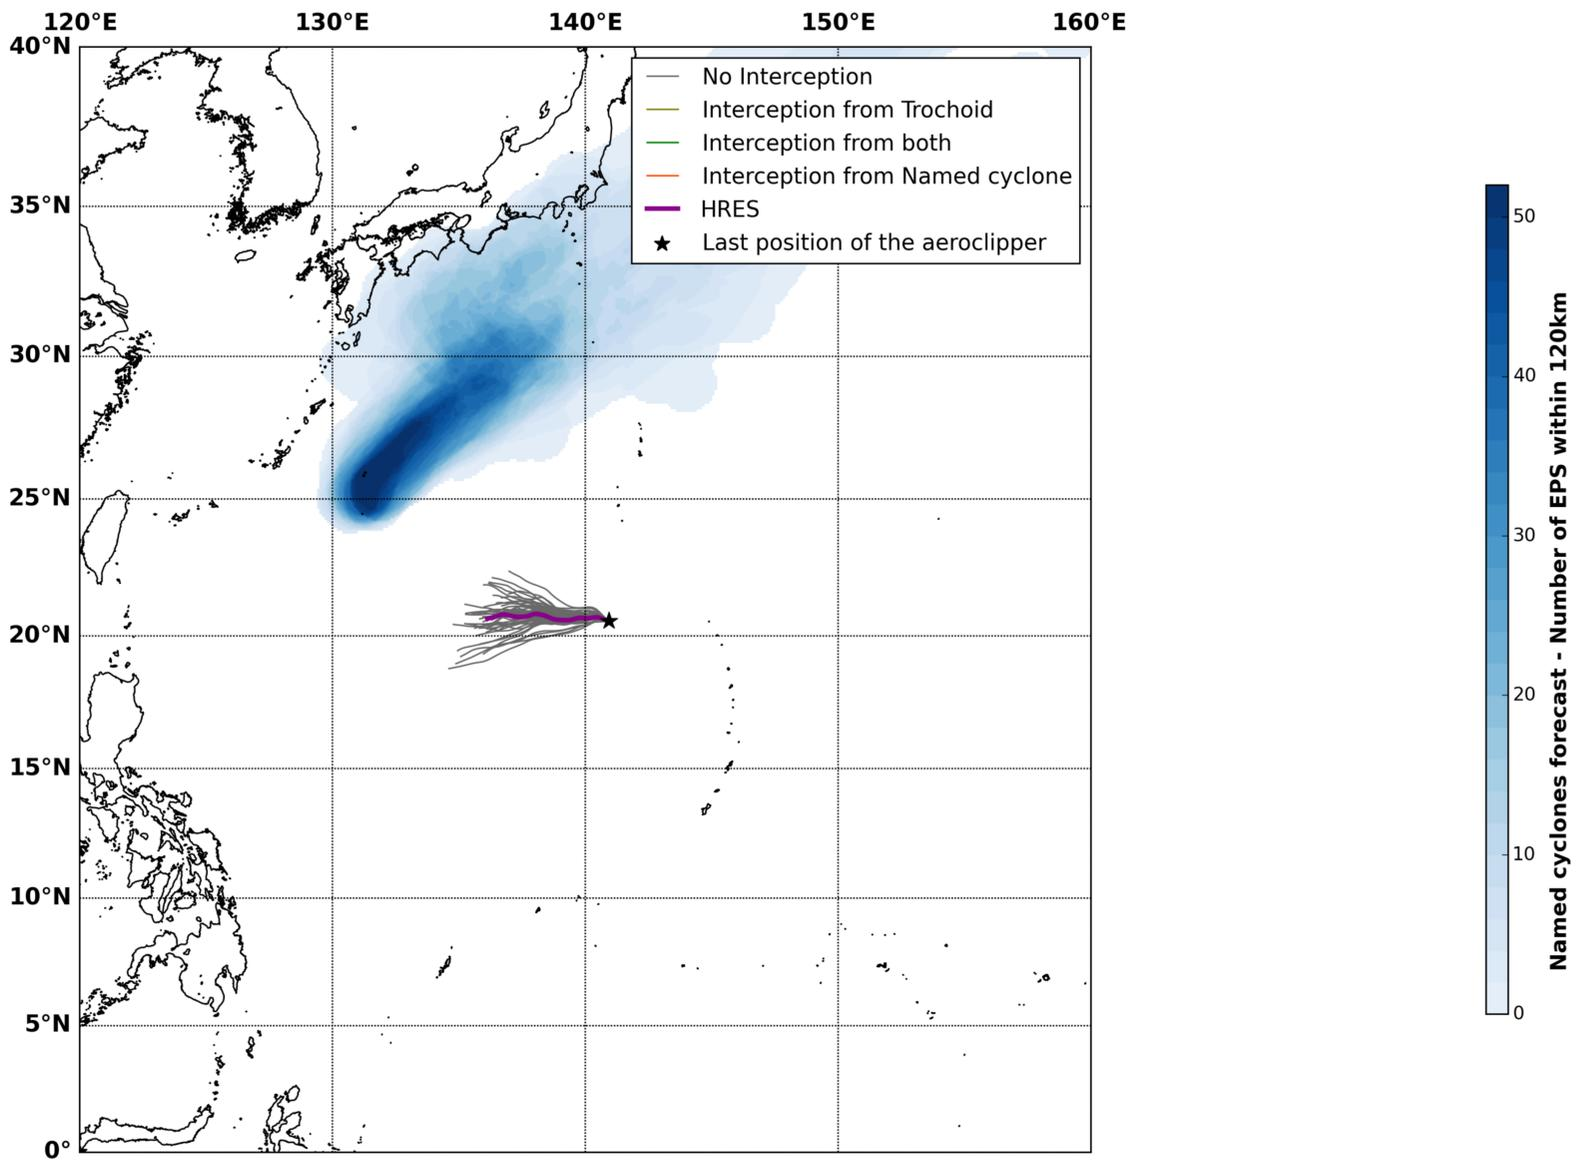 120°E 130°E 140°E 150°E 160°E
40°N
35°N
30°N
25°N
20°N
15°N
10°N
5°N
0°
No Interception
Interception from Trochoid
Interception from both
Interception from Named cyclone
HRES
Last position of the aeroclipper
50
40
30
20
10
0
Named cyclones forecast - Number of EPS within 120km